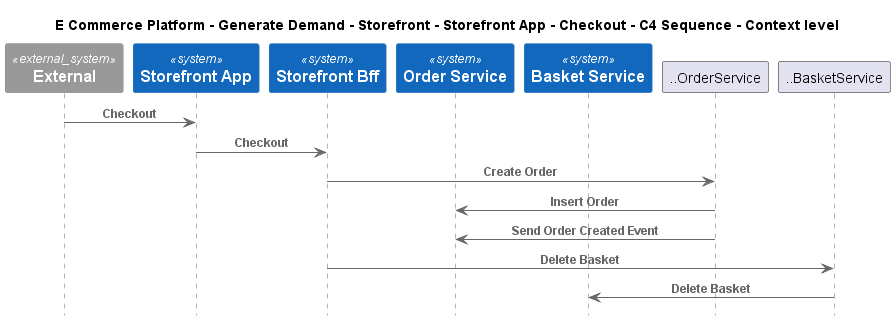 E Commerce Platform - Generate Demand - Storefront - Storefront App - Checkout - C4 Sequence - Context level
«external_system»
External
«system»
Storefront App
«system»
Storefront Bff
«system»
Order Service
«system»
Basket Service
..OrderService
..BasketService
Checkout
Checkout
Create Order
Insert Order
Send Order Created Event
Delete Basket
Delete Basket